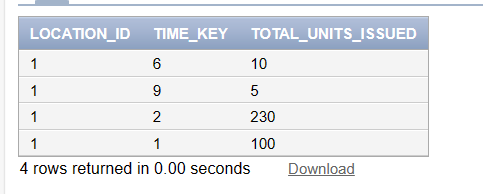 LOCATION_ID TIME_KEY TOTAL_UNITS_ISSUED
1 6 10
1 9 5
1 2 230
1 1 100
4 rows returned in 0.00 seconds Download